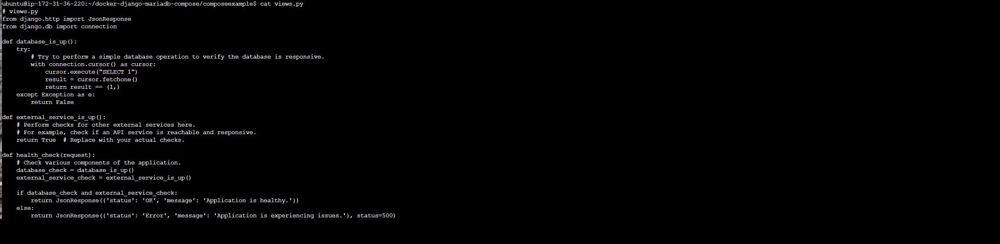 ubuntu@ip-172-31-36-220:~/docker-django-mariadb-compose/composeexample$ cat views.py
# views.py
from django.http import JsonResponse
from django.db import connection

def database_is_up():
    try:
        # Try to perform a simple database operation to verify the database is responsive.
        with connection.cursor() as cursor:
            cursor.execute("SELECT 1")
            result = cursor.fetchone()
            return result == (1,)
    except Exception as e:
        return False

def external_service_is_up():
    # Perform checks for other external services here.
    # For example, check if an API service is reachable and responsive.
    return True  # Replace with your actual checks.

def health_check(request):
    # Check various components of the application.
    database_check = database_is_up()
    external_service_check = external_service_is_up()

    if database_check and external_service_check:
        return JsonResponse({'status': 'OK', 'message': 'Application is healthy.'})
    else:
        return JsonResponse({'status': 'Error', 'message': 'Application is experiencing issues.'}, status=500)